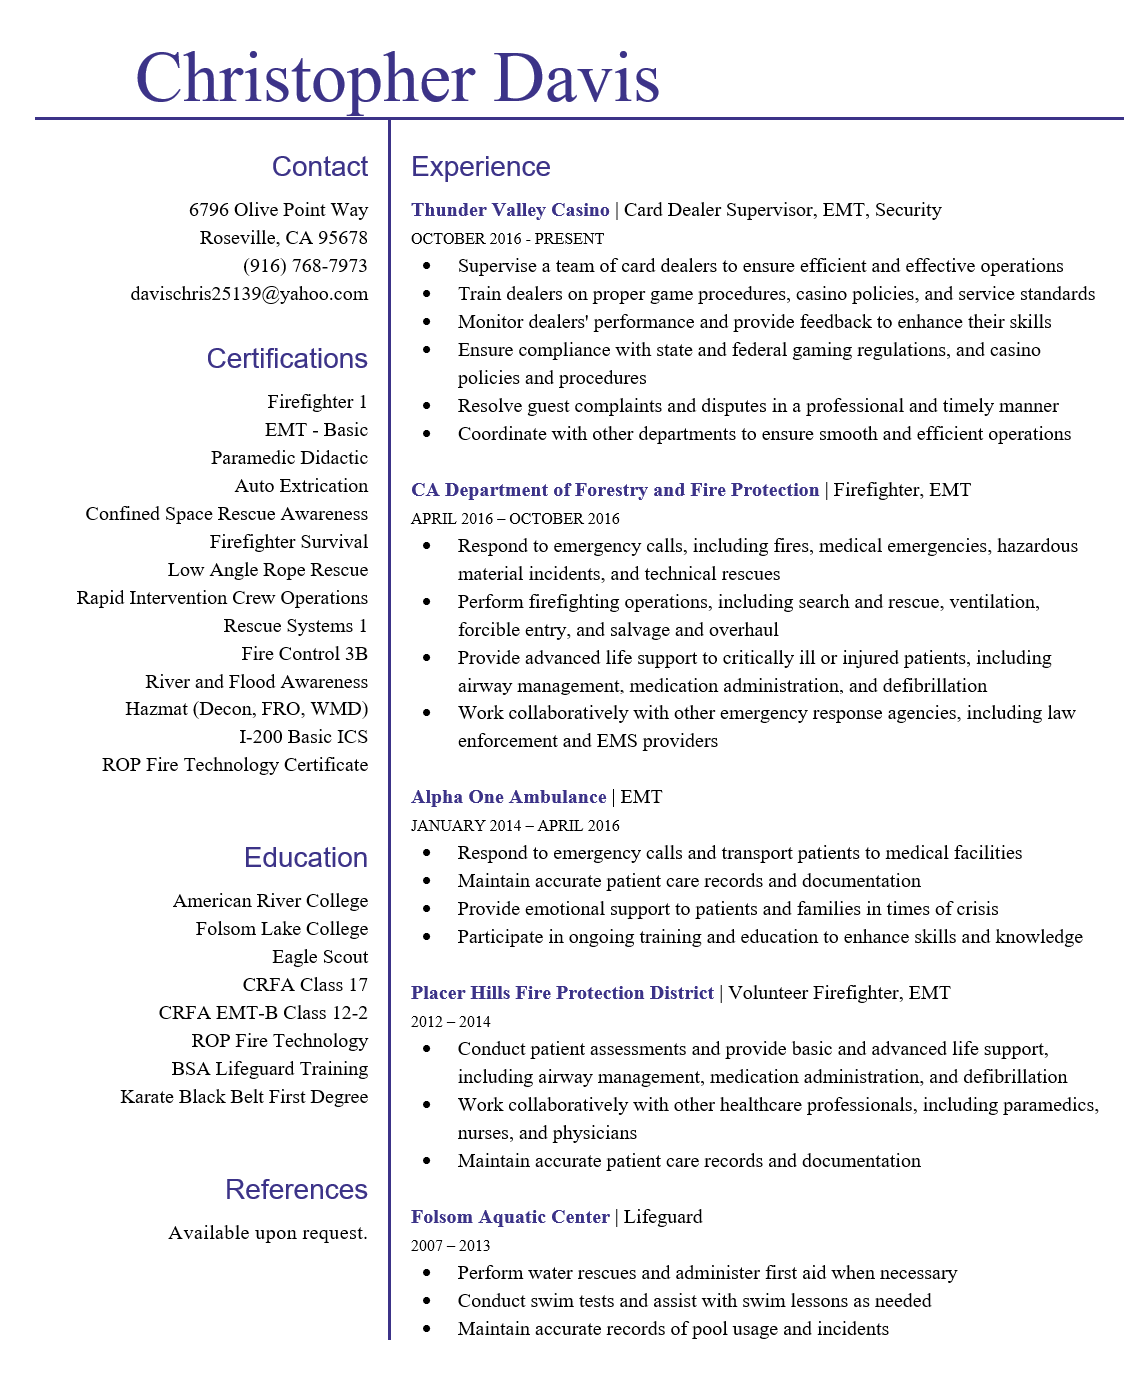 Christopher Davis
Contact
6796 Olive Point Way
Roseville, CA 95678
(916) 768-7973
davischris25139@yahoo.com
Certifications
Firefighter 1
EMT - Basic
Paramedic Didactic
Auto Extrication
Confined Space Rescue Awareness
Firefighter Survival
Low Angle Rope Rescue
Rapid Intervention Crew Operations
Rescue Systems 1
Fire Control 3B
River and Flood Awareness
Hazmat (Decon, FRO, WMD)
I-200 Basic ICS
ROP Fire Technology Certificate
Education
American River College
Folsom Lake College
Eagle Scout
CRFA Class 17
CRFA EMT-B Class 12-2
ROP Fire Technology
BSA Lifeguard Training
Karate Black Belt First Degree
References
Available upon request.
Experience
Thunder Valley Casino | Card Dealer Supervisor, EMT, Security
OCTOBER 2016 - PRESENT
• Supervise a team of card dealers to ensure efficient and effective operations
• Train dealers on proper game procedures, casino policies, and service standards
• Monitor dealers' performance and provide feedback to enhance their skills
• Ensure compliance with state and federal gaming regulations, and casino
policies and procedures
• Resolve guest complaints and disputes in a professional and timely manner
• Coordinate with other departments to ensure smooth and efficient operations
CA Department of Forestry and Fire Protection | Firefighter, EMT
APRIL 2016 – OCTOBER 2016
• Respond to emergency calls, including fires, medical emergencies, hazardous
material incidents, and technical rescues
• Perform firefighting operations, including search and rescue, ventilation,
forcible entry, and salvage and overhaul
• Provide advanced life support to critically ill or injured patients, including
airway management, medication administration, and defibrillation
• Work collaboratively with other emergency response agencies, including law
enforcement and EMS providers
Alpha One Ambulance | EMT
JANUARY 2014 – APRIL 2016
• Respond to emergency calls and transport patients to medical facilities
• Maintain accurate patient care records and documentation
• Provide emotional support to patients and families in times of crisis
• Participate in ongoing training and education to enhance skills and knowledge
Placer Hills Fire Protection District | Volunteer Firefighter, EMT
2012 – 2014
• Conduct patient assessments and provide basic and advanced life support,
including airway management, medication administration, and defibrillation
• Work collaboratively with other healthcare professionals, including paramedics,
nurses, and physicians
• Maintain accurate patient care records and documentation
Folsom Aquatic Center | Lifeguard
2007 – 2013
• Perform water rescues and administer first aid when necessary
• Conduct swim tests and assist with swim lessons as needed
• Maintain accurate records of pool usage and incidents